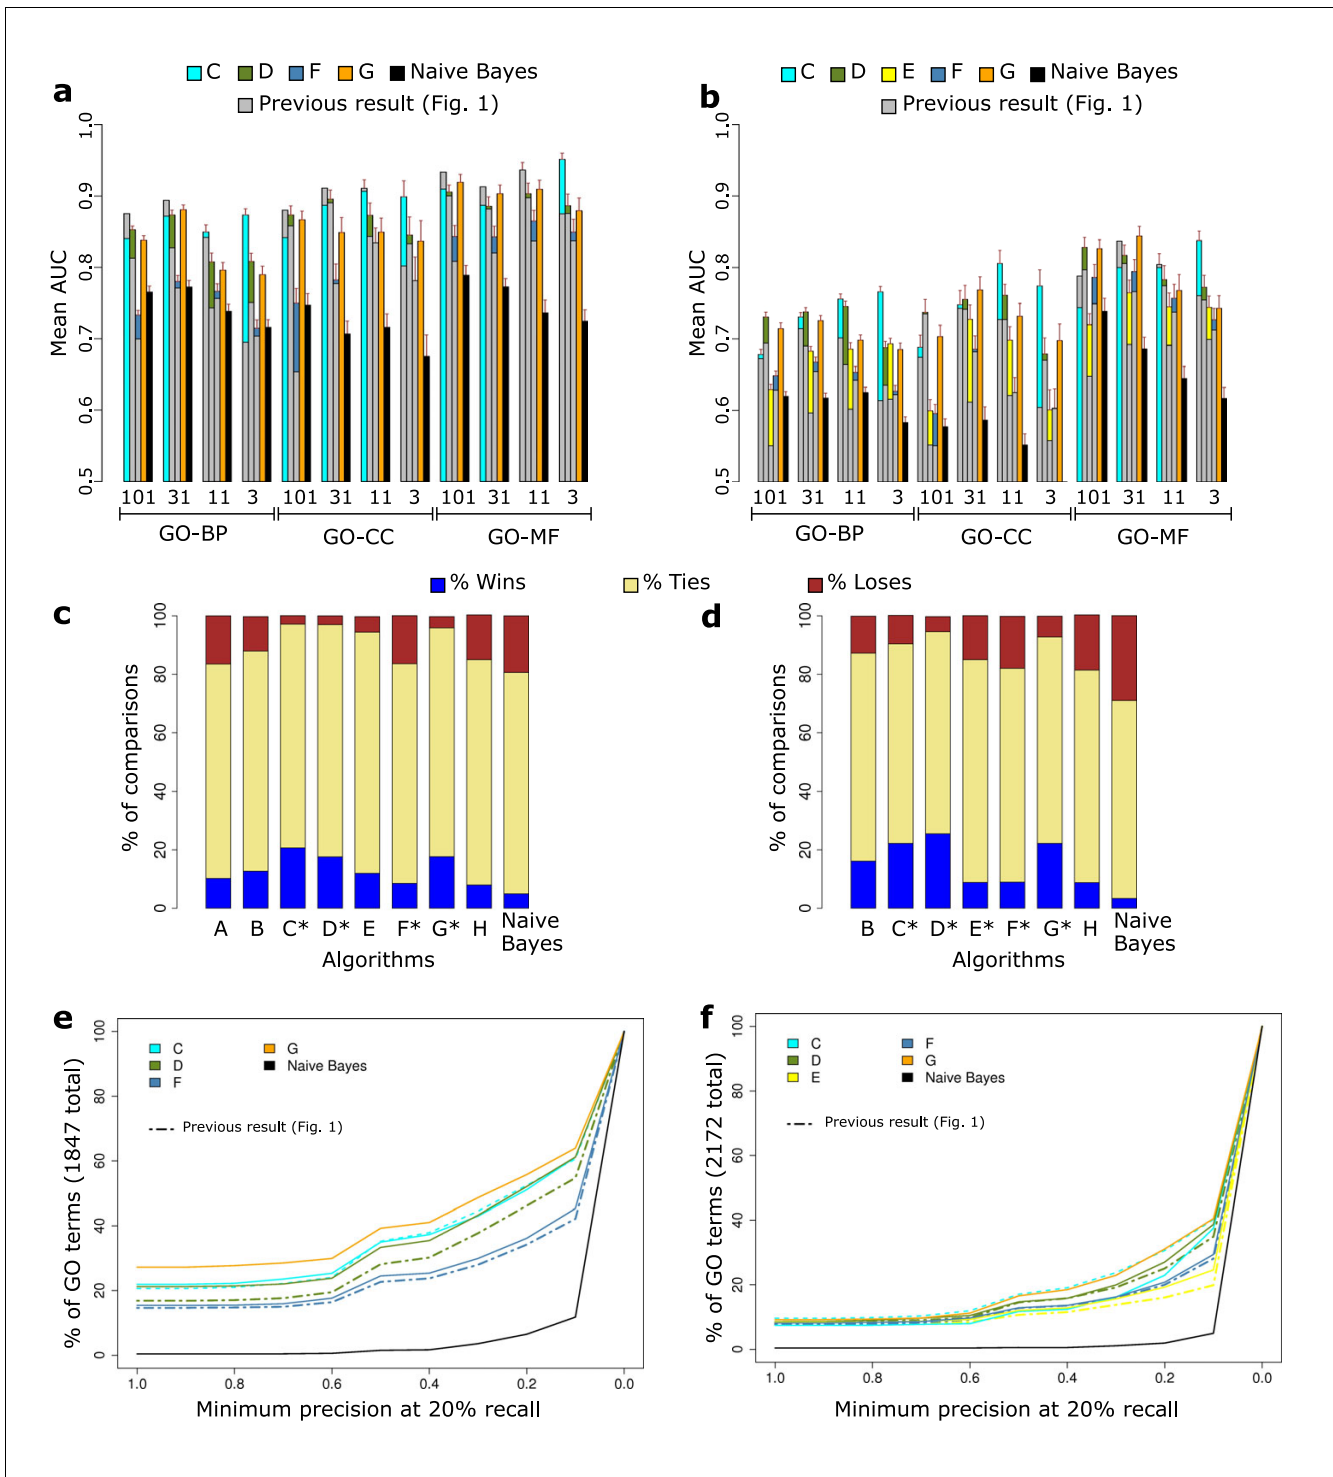 C D F G Naive Bayes
Previous result (Fig. 1)
a
Mean AUC
0.5 0.6 0.7 0.8 0.9 1.0
101 31 11 3 101 31 11 3 101 31 11 3
GO-BP GO-CC GO-MF
C D E F G Naive Bayes
Previous result (Fig. 1)
b
Mean AUC
0.5 0.6 0.7 0.8 0.9 1.0
101 31 11 3 101 31 11 3 101 31 11 3
GO-BP GO-CC GO-MF
% Wins % Ties % Loses
c
% of comparisons
0 20 40 60 80 100
A B C* D* E F* G* H Naive
Bayes
Algorithms
d
% of comparisons
0 20 40 60 80 100
B C* D* E* F* G* H Naive
Bayes
Algorithms
e
% of GO terms (1847 total)
0 20 40 60 80 100
C G
D Naive Bayes
F
Previous result (Fig. 1)
1.0 0.8 0.6 0.4 0.2 0.0
Minimum precision at 20% recall
f
% of GO terms (2172 total)
0 20 40 60 80 100
C F
D G
E Naive Bayes
Previous result (Fig. 1)
1.0 0.8 0.6 0.4 0.2 0.0
Minimum precision at 20% recall